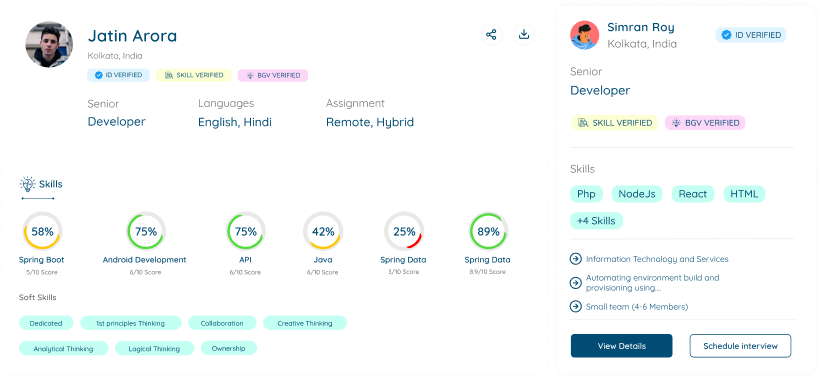 Jatin Arora
Kolkata, India
ID VERIFIED
SKILL VERIFIED
BGV VERIFIED
Senior
Developer
Languages
English, Hindi
Assignment
Remote, Hybrid
Skills
58%
75%
75%
42%
25%
89%
Spring Boot
Android Development
API
Java
Spring Data
Spring Data
5/10 Score
6/10 Score
6/10 Score
6/10 Score
3/10 Score
8.9/10 Score
Soft Skills
Dedicated
1st principles Thinking
Collaboration
Creative Thinking
Analytical Thinking
Logical Thinking
Ownership
Simran Roy
Kolkata, India
ID VERIFIED
Senior
Developer
SKILL VERIFIED
BGV VERIFIED
Skills
Php
NodeJs
React
HTML
+4 Skills
Information Technology and Services
Automating environment build and
provisioning using...
Small team (4-6 Members)
View Details
Schedule interview